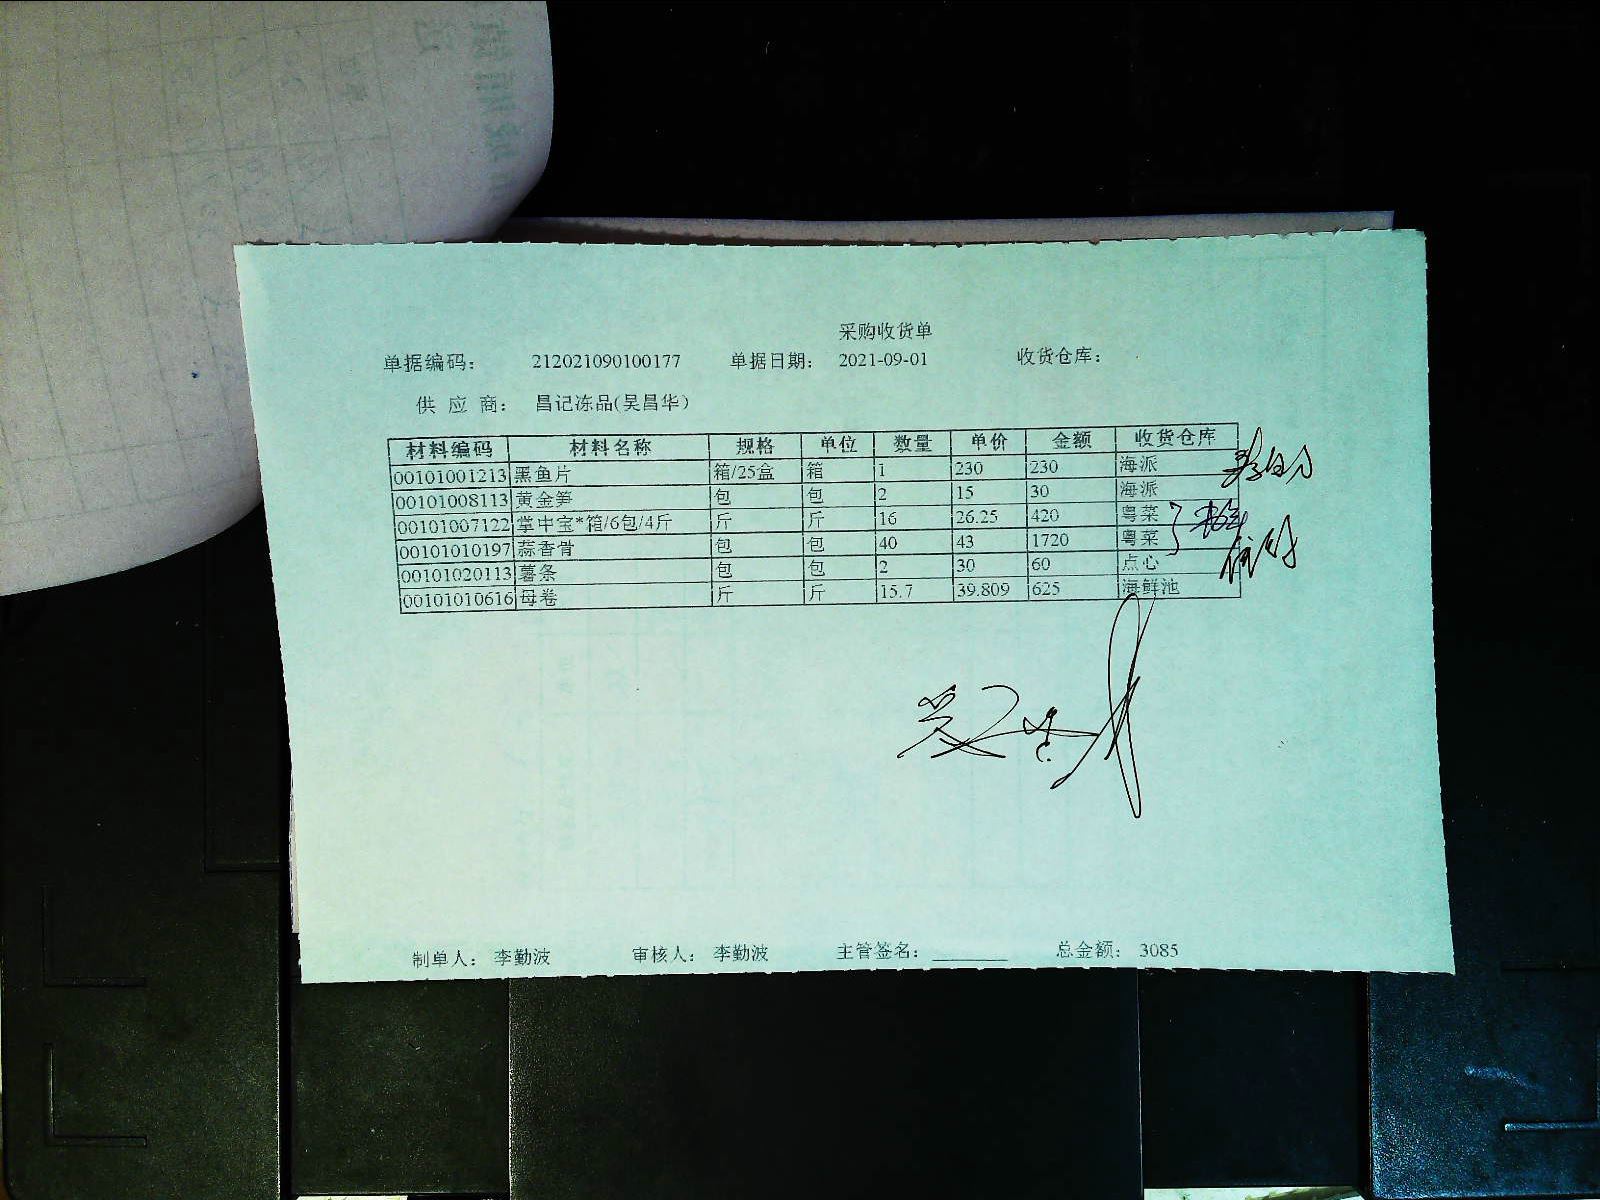 采购收货单
单据编码： 212021090100177 单据日期： 2021-09-01 收货仓库：
供 应 商： 昌记冻品(吴昌华)
材料编码 材料名称 规格 单位 数量 单价 金额 收货仓库
00101001213 黑鱼片 箱/25盒 箱 1 230 230 海派
00101008113 黄金笋 包 包 2 15 30 海派
00101007122 掌中宝*箱/6包/4斤 斤 斤 16 26.25 420 粤菜
00101010197 蒜香骨 包 包 40 43 1720 粤菜
00101020113 薯条 包 包 2 30 60 点心
00101010616 母卷 斤 斤 15.7 39.809 625 海鲜池
制单人： 李勤波 审核人： 李勤波 主管签名： 总金额： 3085